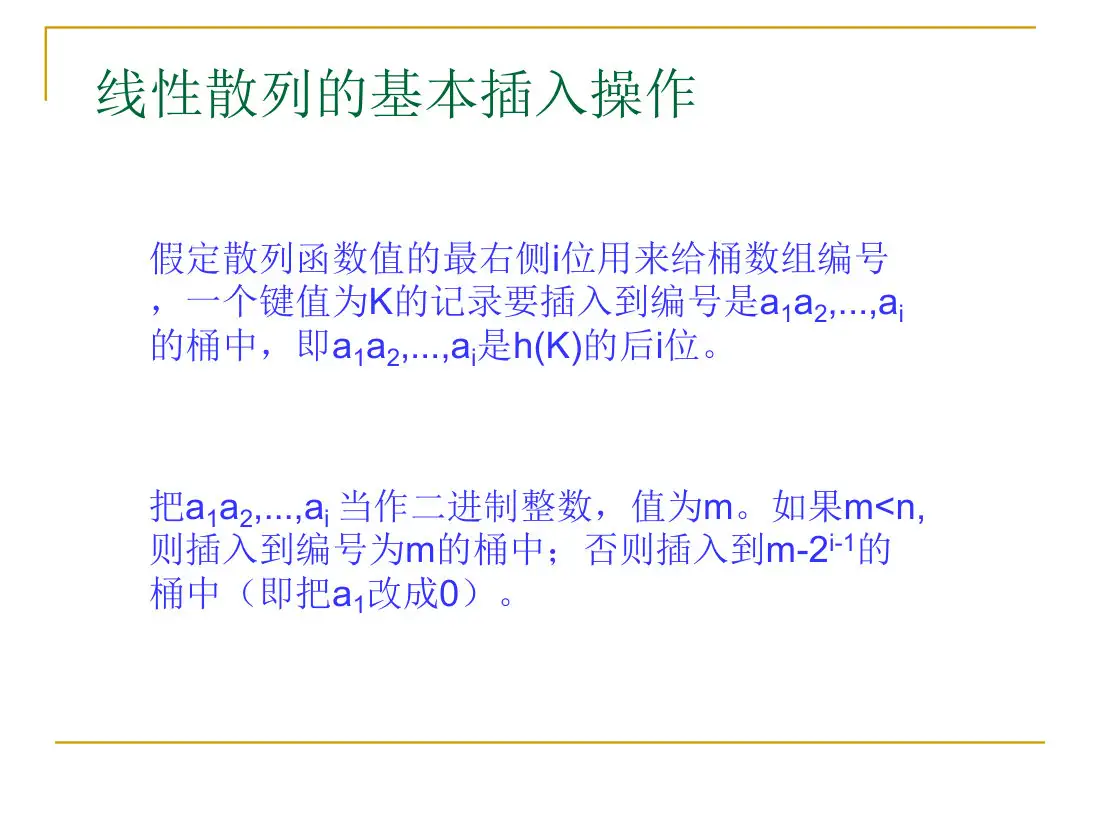 线性散列的基本插入操作
假定散列函数值的最右侧i位用来给桶数组编号
，一个键值为K的记录要插入到编号是a₁a₂,...,aᵢ
的桶中，即a₁a₂,...,aᵢ是h(K)的后i位。
把a₁a₂,...,aᵢ 当作二进制整数，值为m。如果m<n,
则插入到编号为m的桶中；否则插入到m-2ⁱ⁻¹的
桶中（即把a₁改成0）。